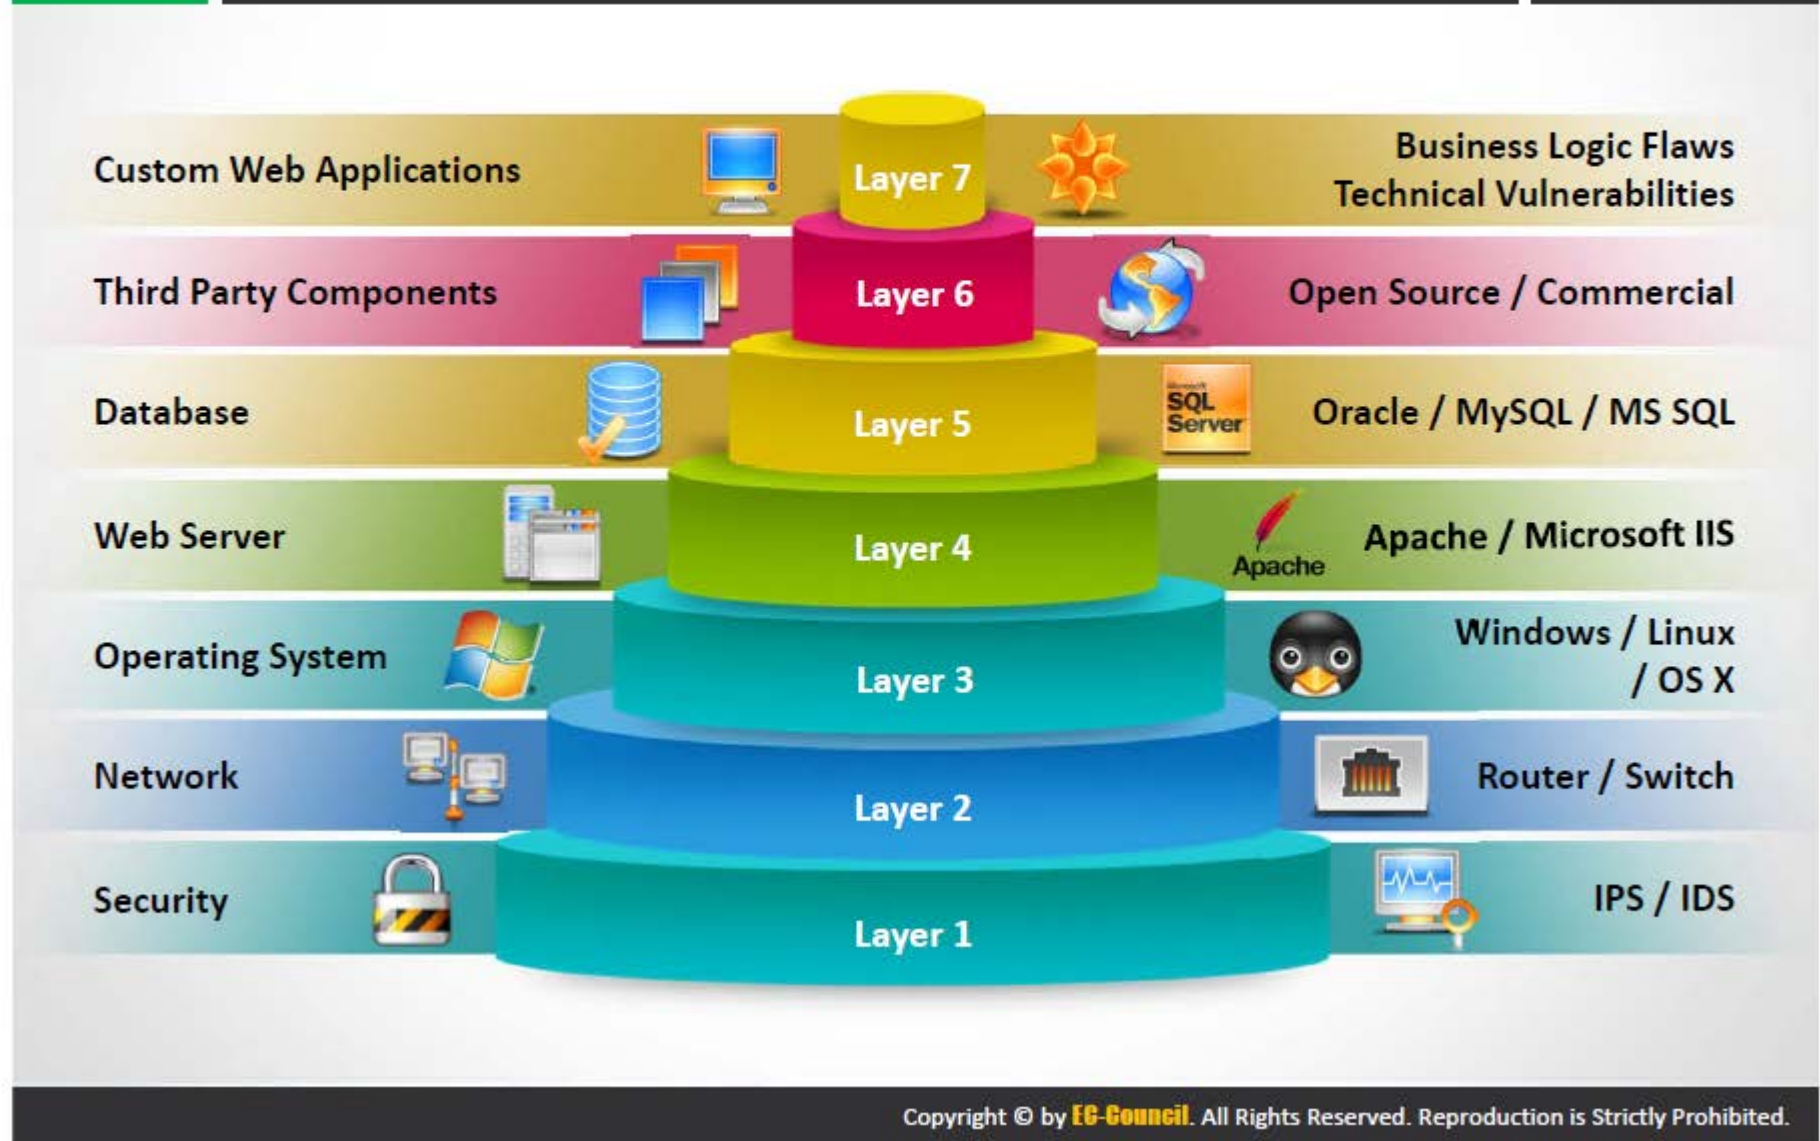 Custom Web Applications
Layer 7
Business Logic Flaws
Technical Vulnerabilities
Third Party Components
Layer 6
Open Source / Commercial
Database
Layer 5
Microsoft
SQL
Server
Oracle / MySQL / MS SQL
Web Server
Layer 4
Apache
Apache / Microsoft IIS
Operating System
Layer 3
Windows / Linux
/ OS X
Network
Layer 2
Router / Switch
Security
Layer 1
IPS / IDS
Copyright © by EC-Council. All Rights Reserved. Reproduction is Strictly Prohibited.